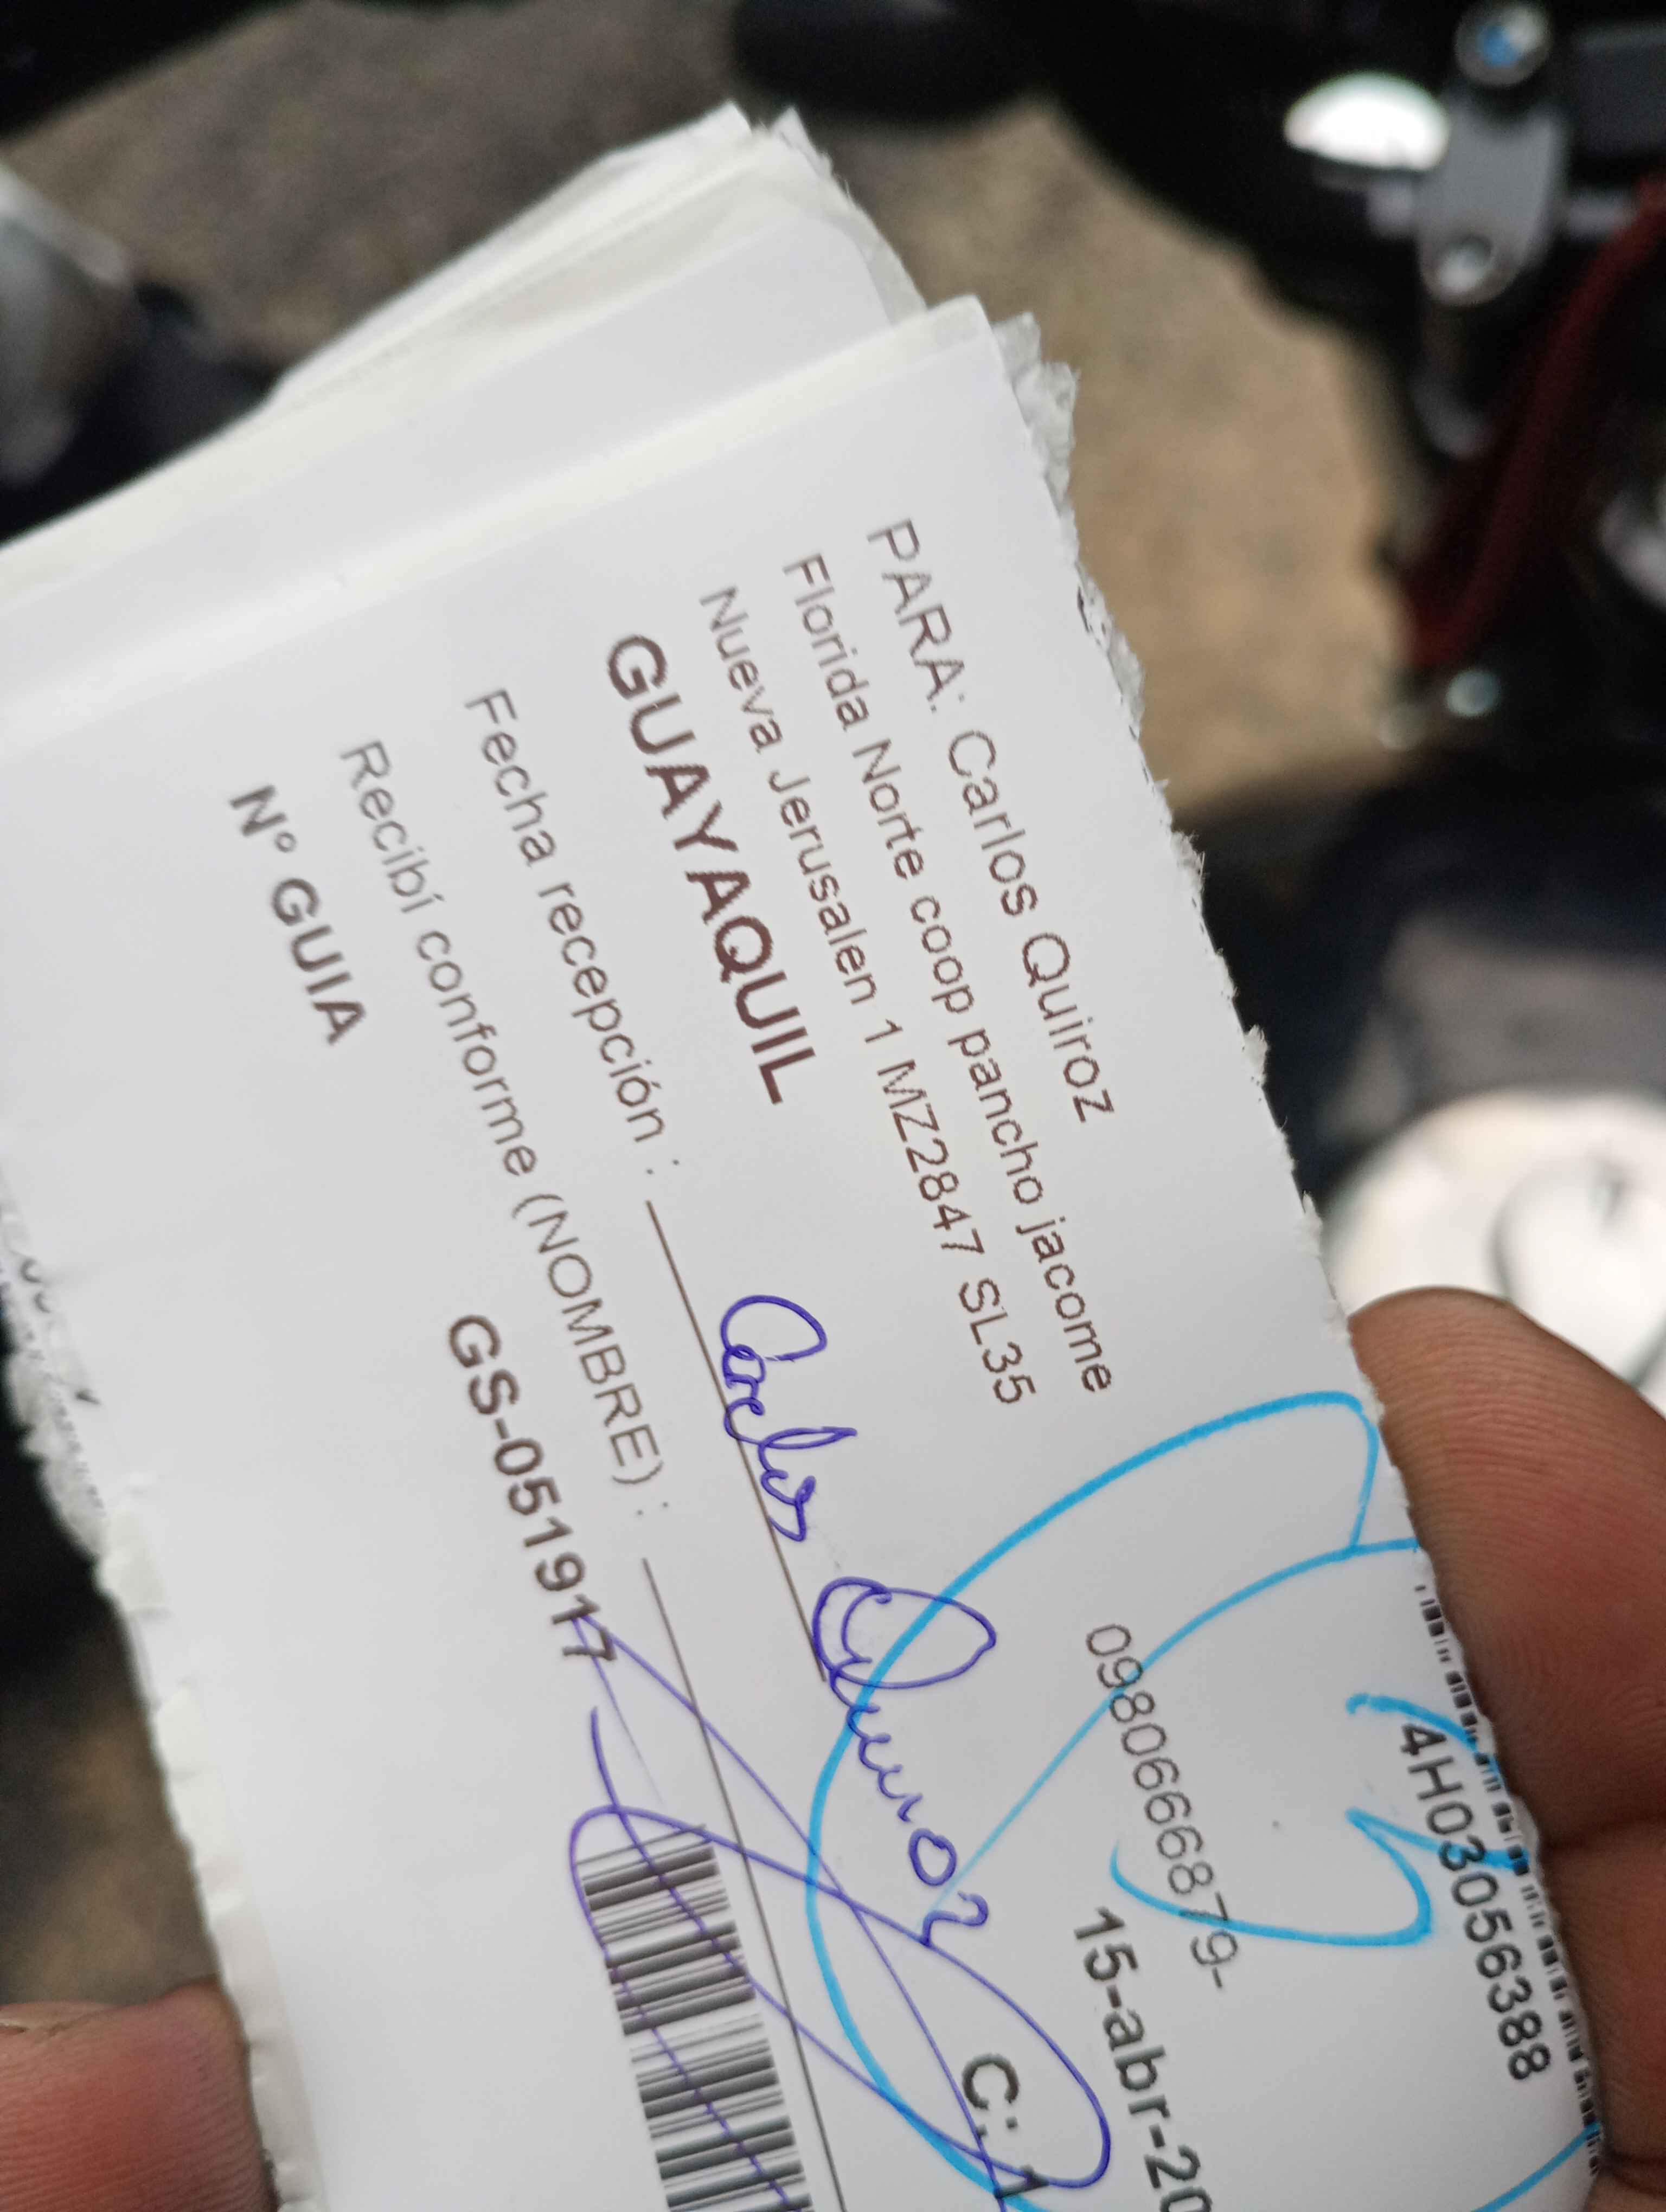 4H03056388
PARA: Carlos Quiroz
Florida Norte coop pancho jacome
0980666879-
Nueva Jerusalen 1 MZ2847 SL35
GUAYAQUIL
15-abr-20
Fecha recepción :
Carlos Quiroz
C.
Recibí conforme (NOMBRE) :
Nº GUIA
GS-051917